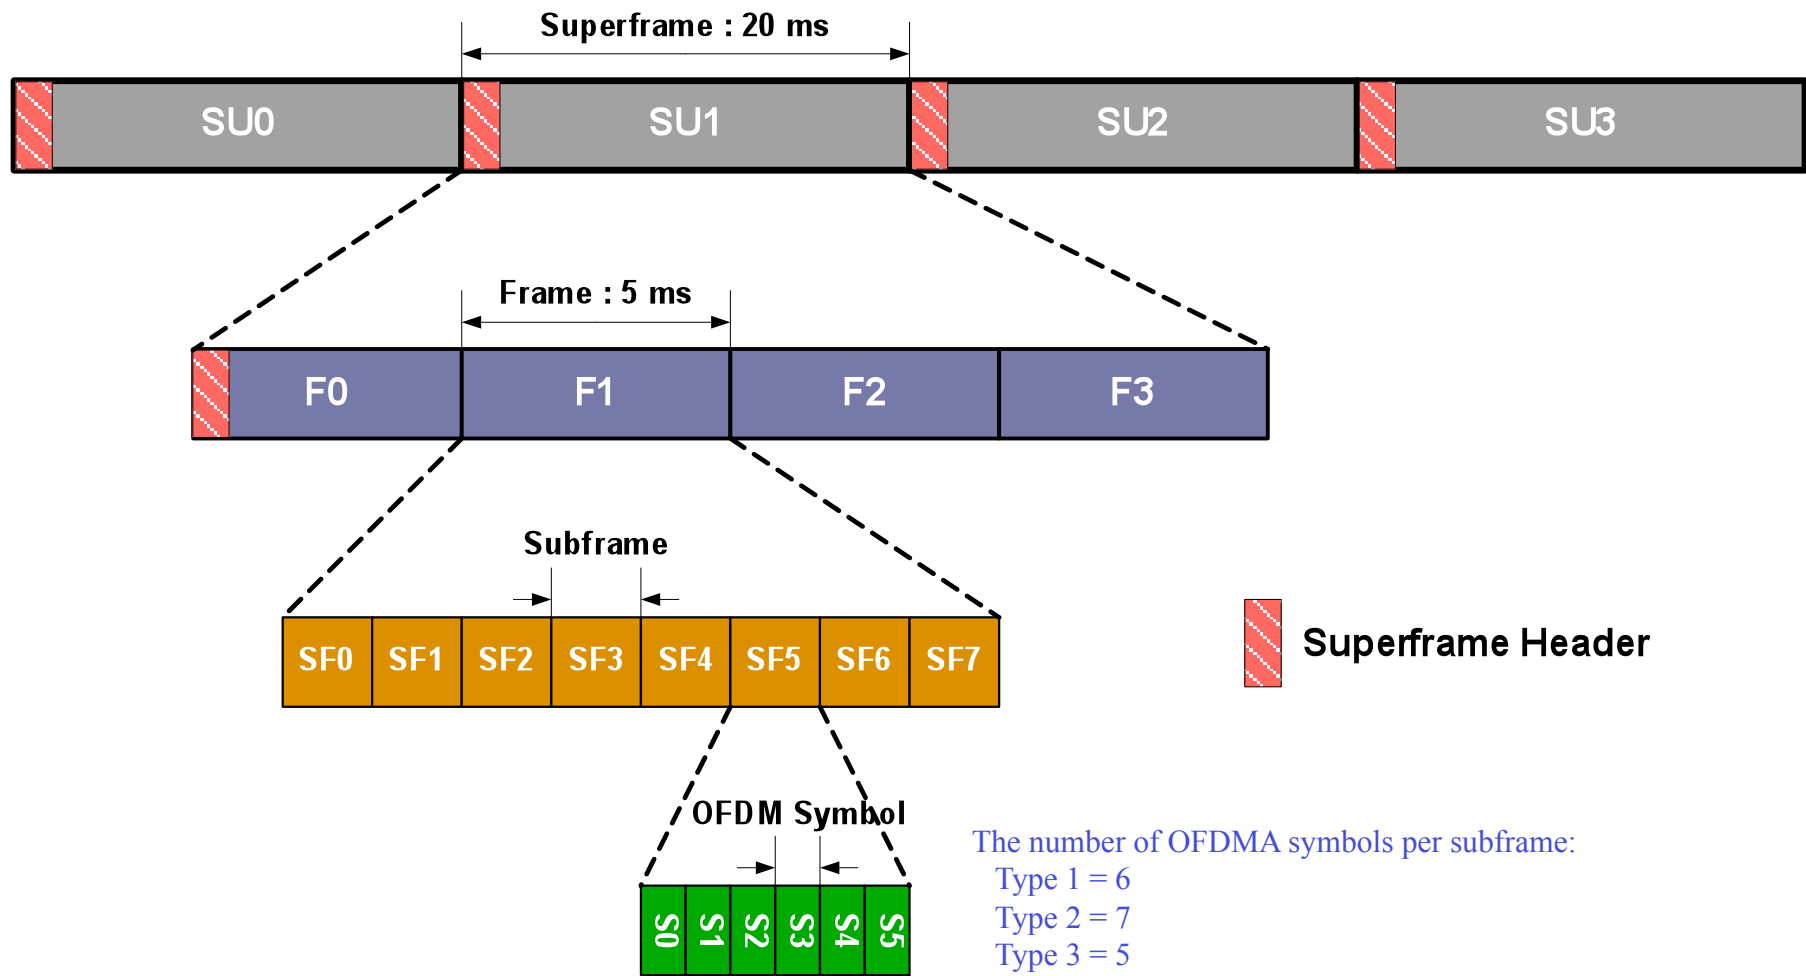 Superframe : 20 ms
SU0 SU1 SU2 SU3
Frame : 5 ms
F0 F1 F2 F3
Subframe
SF0 SF1 SF2 SF3 SF4 SF5 SF6 SF7
Superframe Header
OFDM Symbol
The number of OFDMA symbols per subframe:
Type 1 = 6
Type 2 = 7
Type 3 = 5
S0 S1 S2 S3 S4 S5